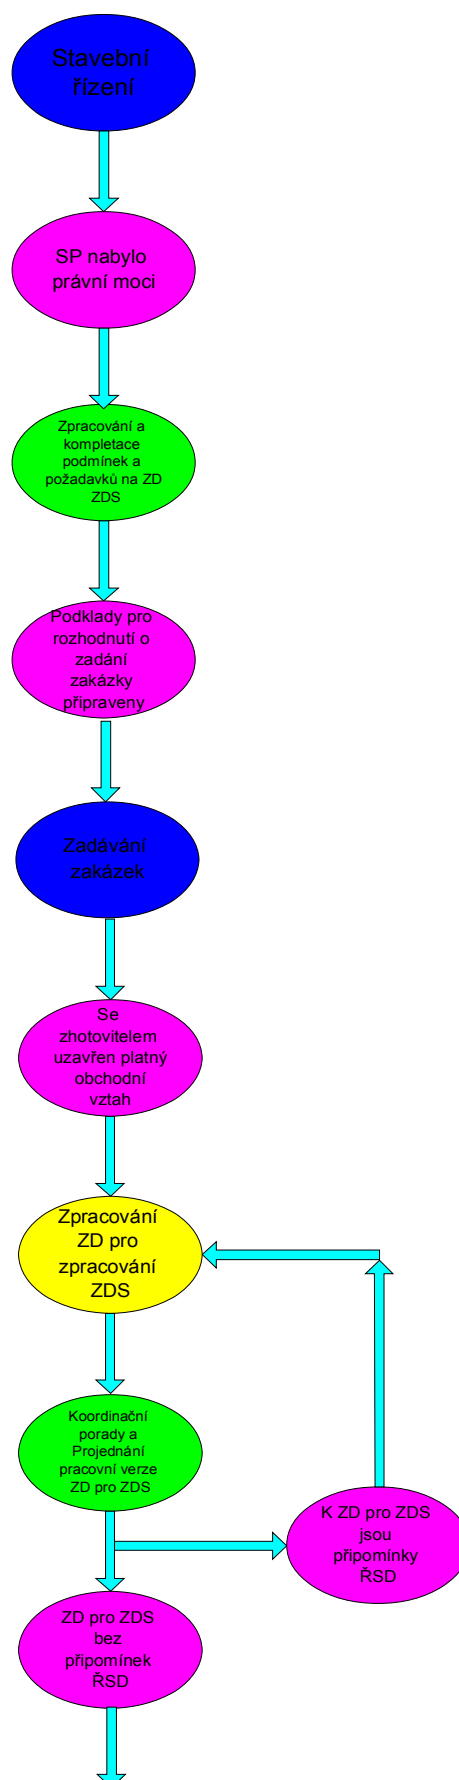 Stavební
řízení
SP nabylo
právní moci
Zpracování a
kompletace
podmínek a
požadavků na ZD
ZDS
Podklady pro
rozhodnutí o
zadání
zakázky
připraveny
Zadávání
zakázek
Se
zhotovitelem
uzavřen platný
obchodní
vztah
Zpracování
ZD pro
zpracování
ZDS
Koordinační
porady a
Projednání
pracovní verze
ZD pro ZDS
K ZD pro ZDS
jsou
připomínky
ŘSD
ZD pro ZDS
bez
připomínek
ŘSD